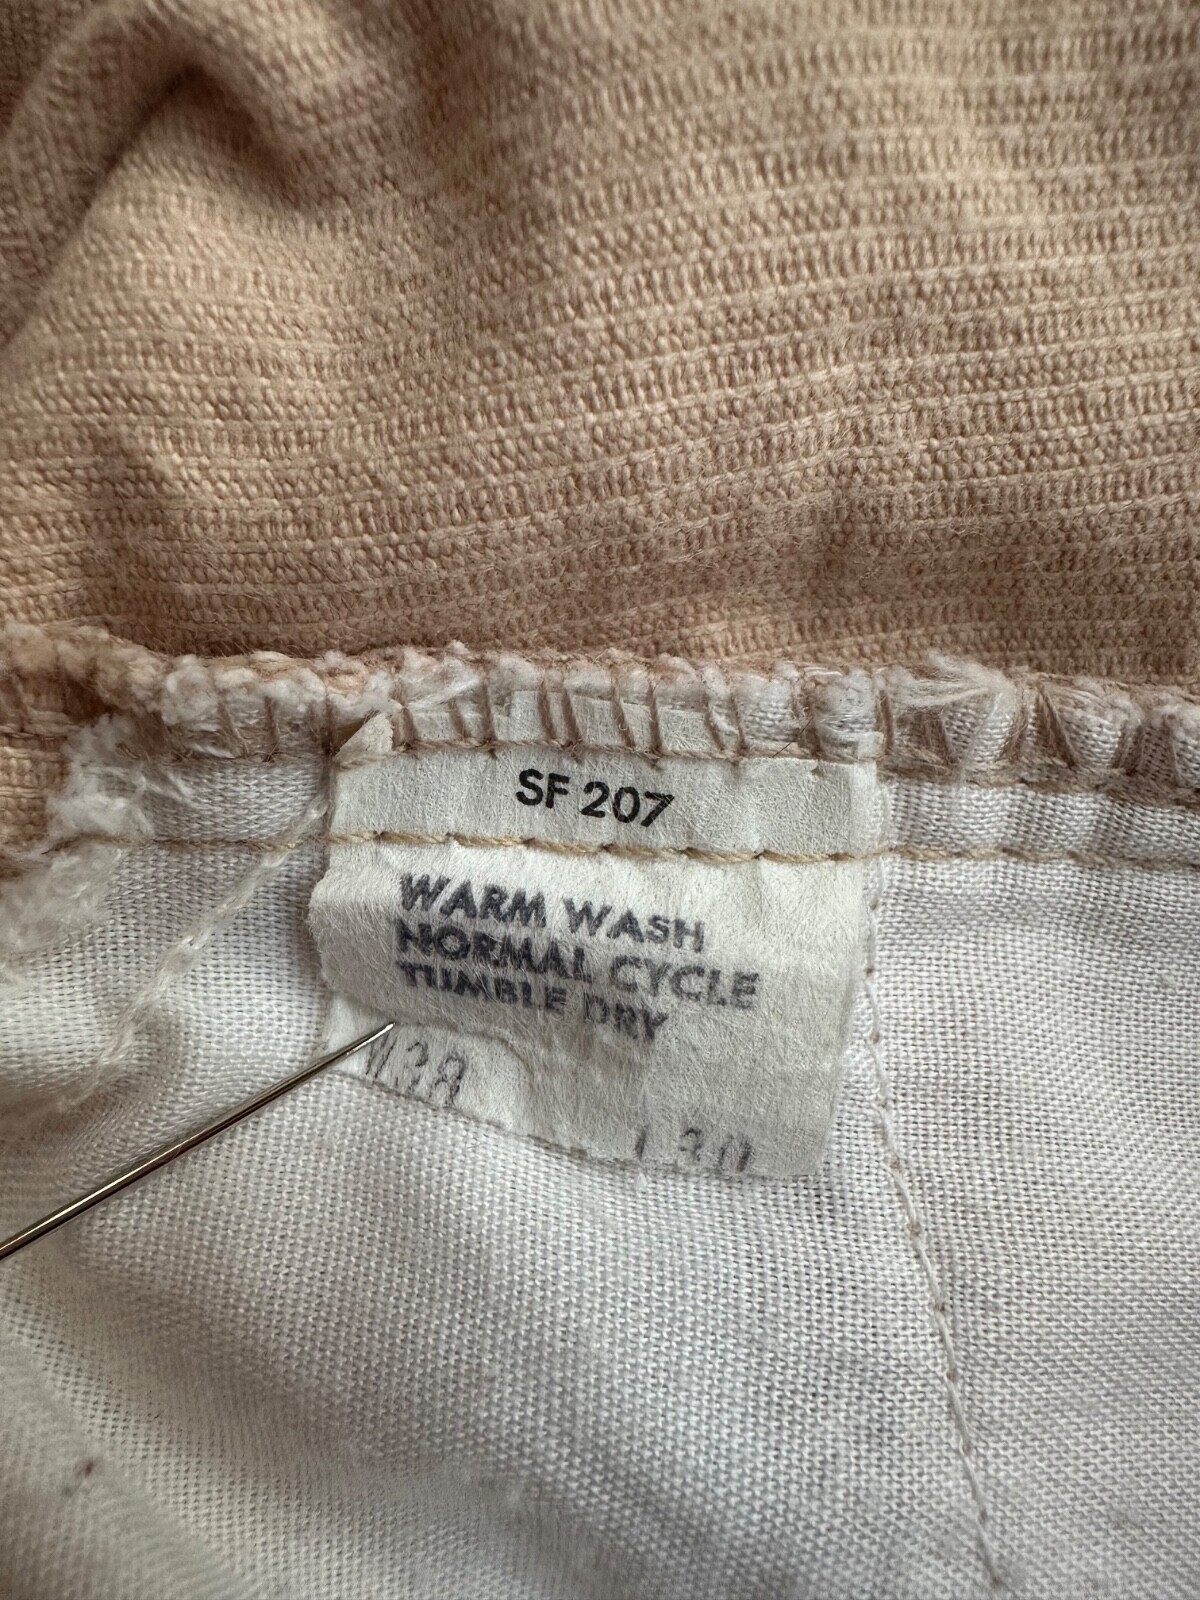 SF 207
WARM WASH
NORMAL CYCLE
TUMBLE DRY
W38
L30